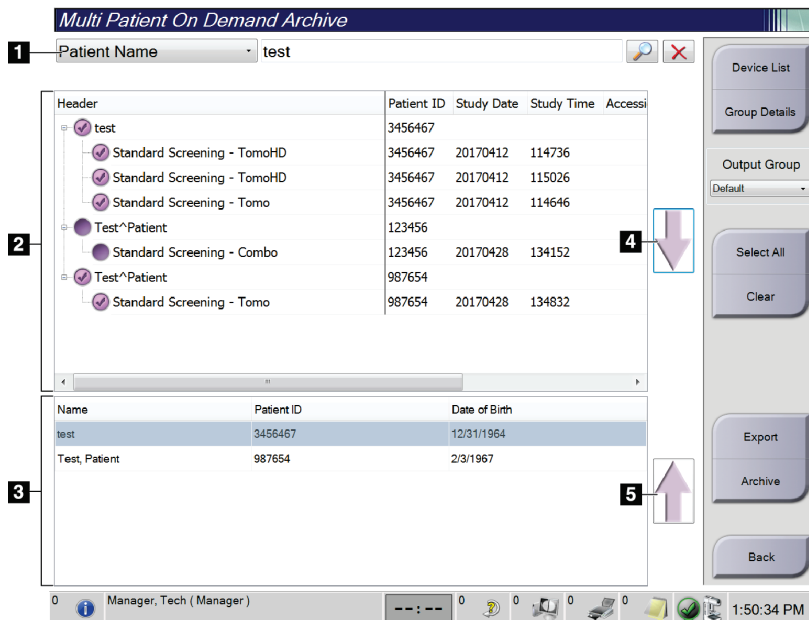 Multi Patient On Demand Archive
1 Patient Name test
Device List
Group Details
Output Group
Default
Select All
Clear
Export
Archive
Back
2
Header Patient ID Study Date Study Time Accessi
test 3456467
Standard Screening - TomoHD 3456467 20170412 114736
Standard Screening - TomoHD 3456467 20170412 115026
Standard Screening - Tomo 3456467 20170412 114646
Test^Patient 123456
Standard Screening - Combo 123456 20170428 134152
Test^Patient 987654
Standard Screening - Tomo 987654 20170428 134832
4
3
Name Patient ID Date of Birth
test 3456467 12/31/1964
Test, Patient 987654 2/3/1967
5
0 Manager, Tech ( Manager ) --:-- 0 0 0 0 1:50:34 PM